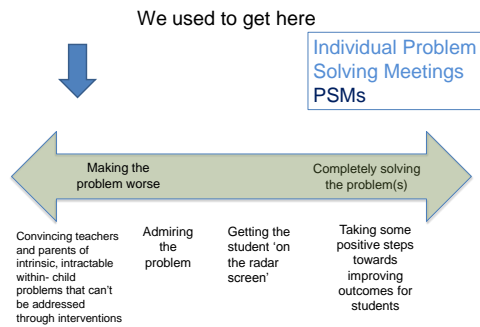 We used to get here
Individual Problem
Solving Meetings
PSMs
Making the
problem worse
Completely solving
the problem(s)
Convincing teachers
and parents of
intrinsic, intractable
within- child
problems that can't
be addressed
through interventions
Admiring
the
problem
Getting the
student 'on
the radar
screen'
Taking some
positive steps
towards
improving
outcomes for
students